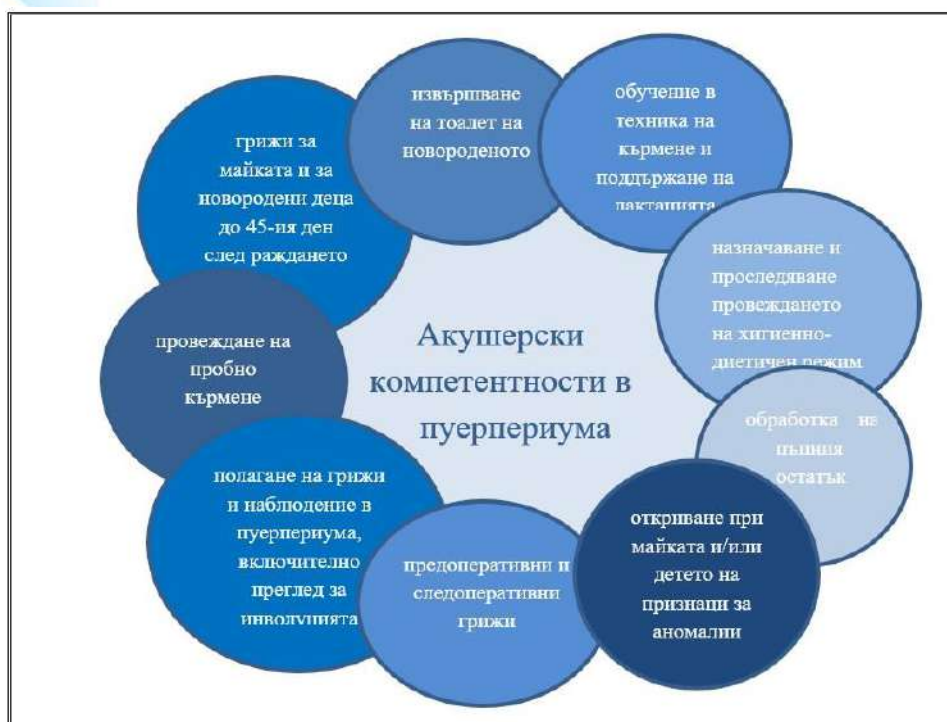 извършване
на тоалет на
новороденото
обучение в
техника на
кърмене и
поддържане на
лактацията
назначаване и
проследяване
провеждането
на хигиенно-
диетичен режим
обработка на
пъпния
остатък
откриване при
майката и/или
детето на
признаци за
аномалии
предоперативни и
следоперативни
грижи
полагане на грижи
и наблюдение в
пуерпериума,
включително
преглед за
инволуцията
провеждане на
пробно
кърмене
грижи за
майката и за
новородени деца
до 45-ия ден
след раждането
Акушерски
компетентности в
пуерпериума